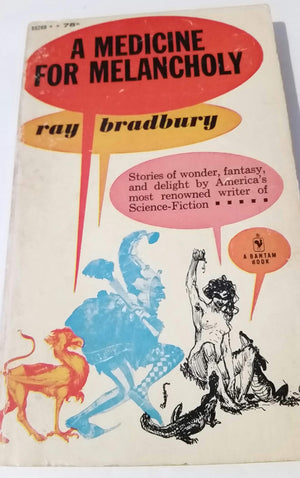 75¢
A MEDICINE
FOR MELANCHOLY
ray bradbury
Stories of wonder, fantasy,
and delight by America's
most renowned writer of
Science-Fiction
A BANTAM
BOOK